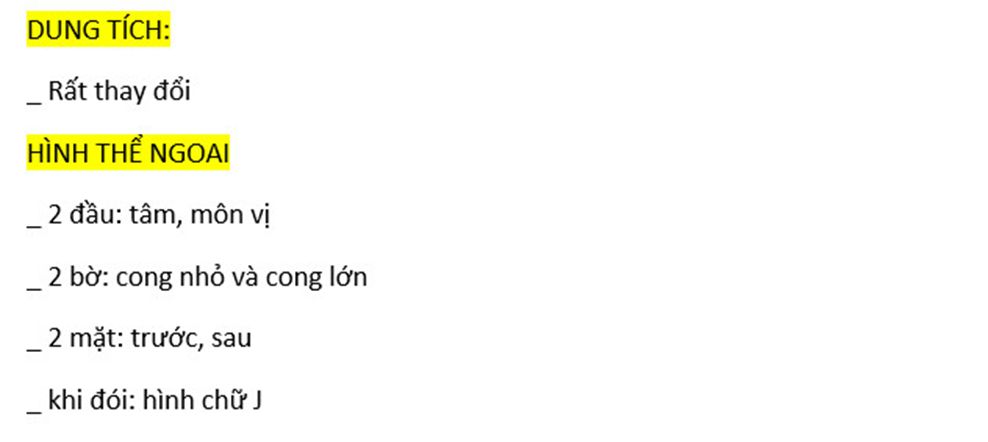 DUNG TÍCH:
_ Rất thay đổi
HÌNH THỂ NGOAI
_ 2 đầu: tâm, môn vị
_ 2 bờ: cong nhỏ và cong lớn
_ 2 mặt: trước, sau
_ khi đói: hình chữ J